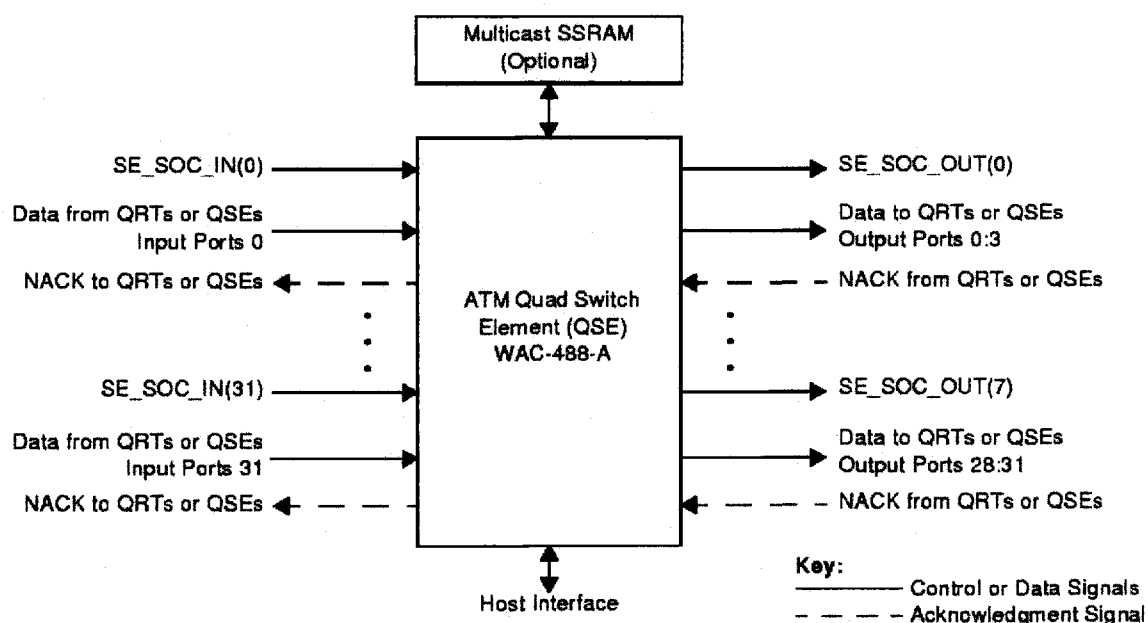 Multicast SSRAM
(Optional)
SE_SOC_IN(0)
Data from QRTs or QSEs
Input Ports 0
NACK to QRTs or QSEs
SE_SOC_IN(31)
Data from QRTs or QSEs
Input Ports 31
NACK to QRTs or QSEs
ATM Quad Switch
Element (QSE)
WAC-488-A
SE_SOC_OUT(0)
Data to QRTs or QSEs
Output Ports 0:3
NACK from QRTs or QSEs
SE_SOC_OUT(7)
Data to QRTs or QSEs
Output Ports 28:31
NACK from QRTs or QSEs
Host Interface
Key:
Control or Data Signals
Acknowledgment Signal